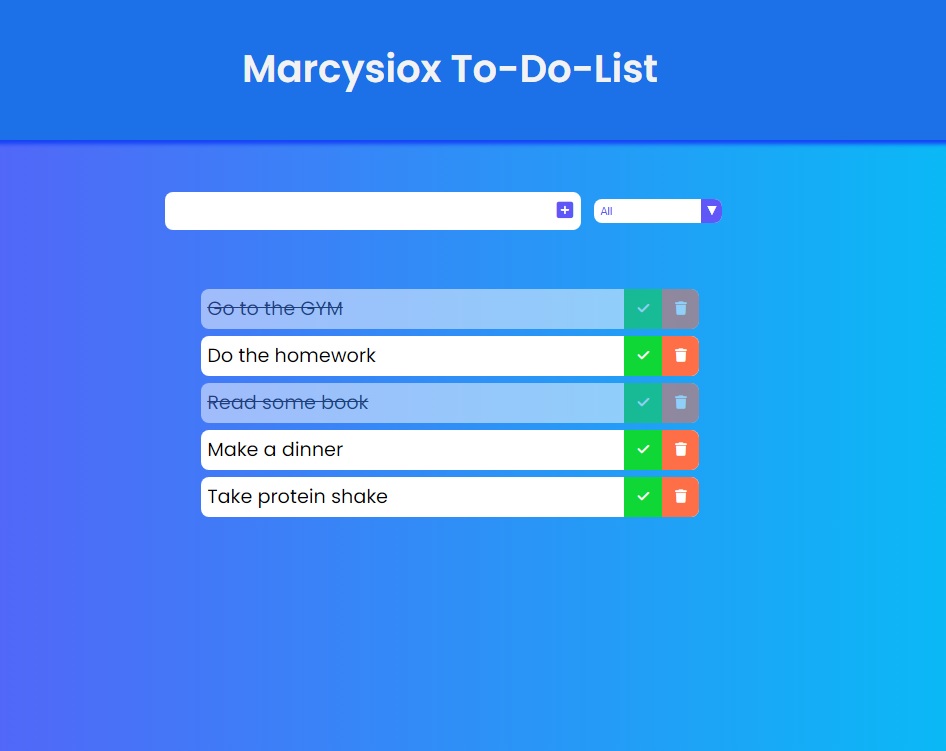 Marcysiox To-Do-List
All
Go to the GYM
Do the homework
Read some book
Make a dinner
Take protein shake